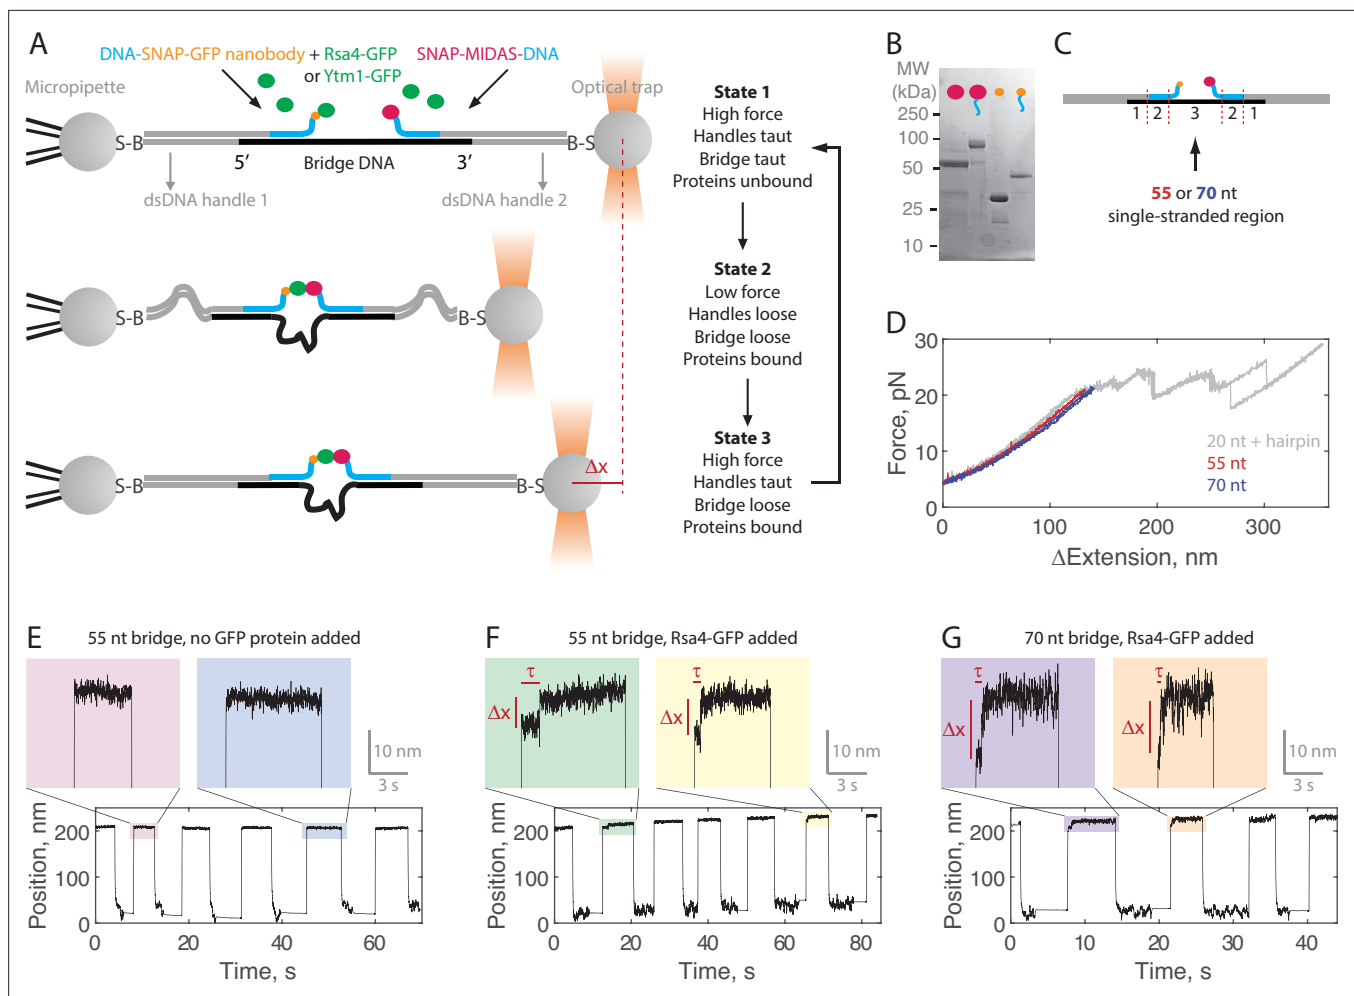 A
DNA-SNAP-GFP nanobody + Rsa4-GFP
or Ytm1-GFP
SNAP-MIDAS-DNA
Micropipette
Optical trap
S-B
B-S
5′
Bridge DNA
3′
dsDNA handle 1
dsDNA handle 2
S-B
B-S
S-B
B-S
Δx
State 1
High force
Handles taut
Bridge taut
Proteins unbound
State 2
Low force
Handles loose
Bridge loose
Proteins bound
State 3
High force
Handles taut
Bridge loose
Proteins bound
B
MW
(kDa)
250
100
50
25
10
C
1 2 3 2 1
55 or 70 nt
single-stranded region
D
Force, pN
30
20
10
0
0 100 200 300
ΔExtension, nm
20 nt + hairpin
55 nt
70 nt
E
55 nt bridge, no GFP protein added
10 nm
3 s
Position, nm
200
100
0
0 20 40 60
Time, s
F
55 nt bridge, Rsa4-GFP added
τ
Δx
τ
Δx
10 nm
3 s
Position, nm
200
100
0
0 20 40 60 80
Time, s
G
70 nt bridge, Rsa4-GFP added
τ
Δx
τ
Δx
10 nm
3 s
Position, nm
200
100
0
0 10 20 30 40
Time, s